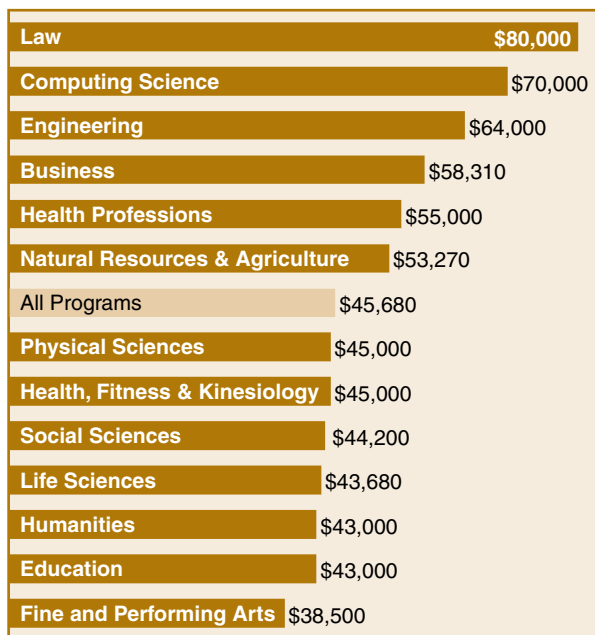 Law $80,000
Computing Science $70,000
Engineering $64,000
Business $58,310
Health Professions $55,000
Natural Resources & Agriculture $53,270
All Programs $45,680
Physical Sciences $45,000
Health, Fitness & Kinesiology $45,000
Social Sciences $44,200
Life Sciences $43,680
Humanities $43,000
Education $43,000
Fine and Performing Arts $38,500